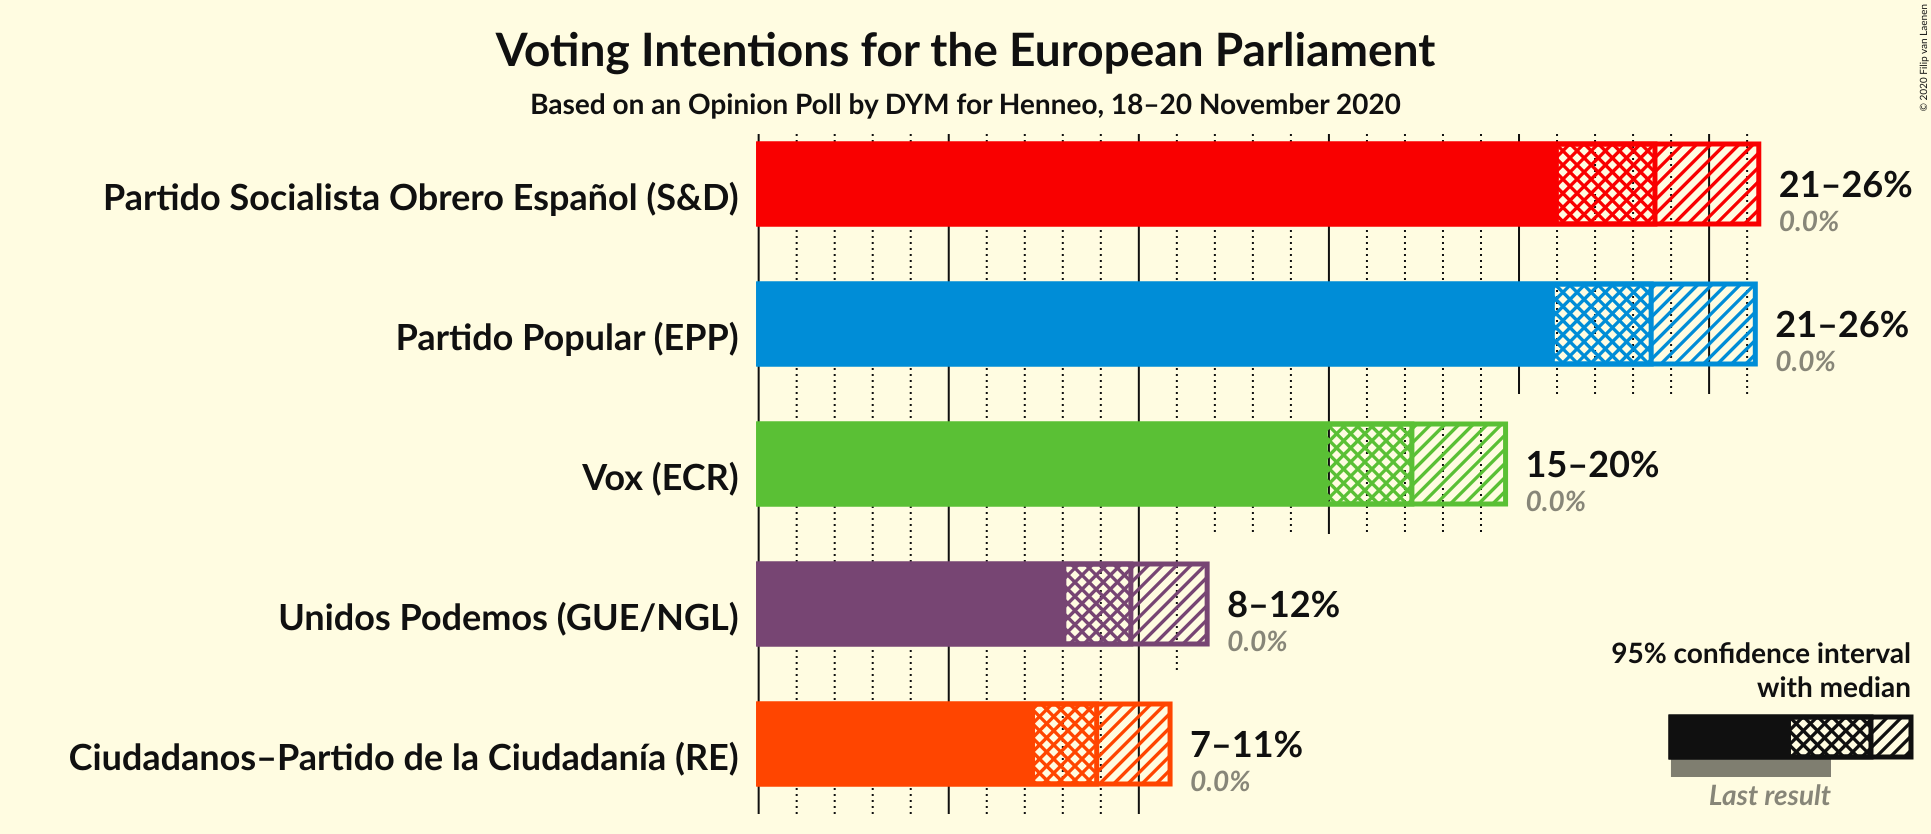 Voting Intentions for the European Parliament
Based on an Opinion Poll by DYM for Henneo, 18–20 November 2020
© 2020 Filip van Laenen
Partido Socialista Obrero Español (S&D)
21–26%
0.0%
Partido Popular (EPP)
21–26%
0.0%
Vox (ECR)
15–20%
0.0%
Unidos Podemos (GUE/NGL)
8–12%
0.0%
Ciudadanos–Partido de la Ciudadanía (RE)
7–11%
0.0%
95% confidence interval
with median
Last result